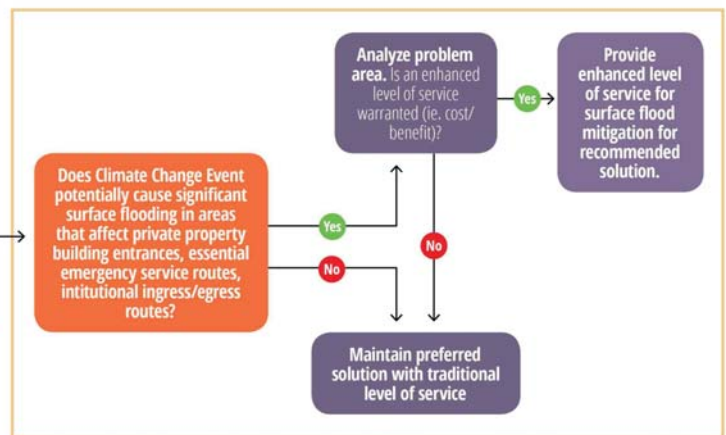 Does Climate Change Event
potentially cause significant
surface flooding in areas
that affect private property
building entrances, essential
emergency service routes,
intitutional ingress/egress
routes?
Yes
No
Analyze problem
area. Is an enhanced
level of service
warranted (ie. cost/
benefit)?
Yes
No
Provide
enhanced level
of service for
surface flood
mitigation for
recommended
solution.
Maintain preferred
solution with traditional
level of service